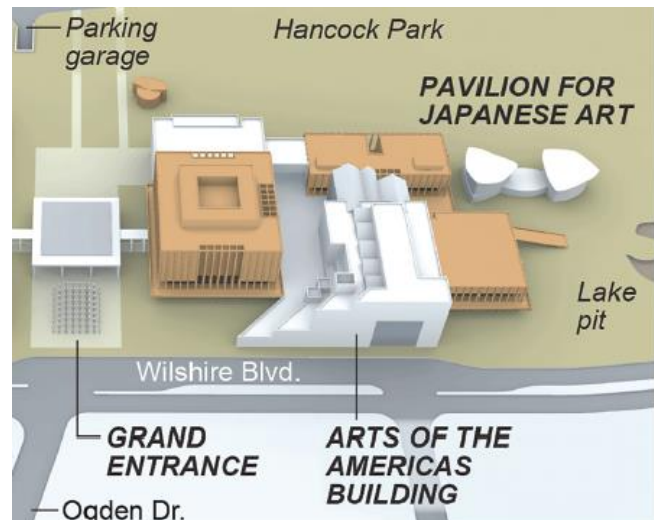 Parking
garage
Hancock Park
PAVILION FOR
JAPANESE ART
Lake
pit
Wilshire Blvd.
GRAND
ENTRANCE
ARTS OF THE
AMERICAS
BUILDING
Ogden Dr.